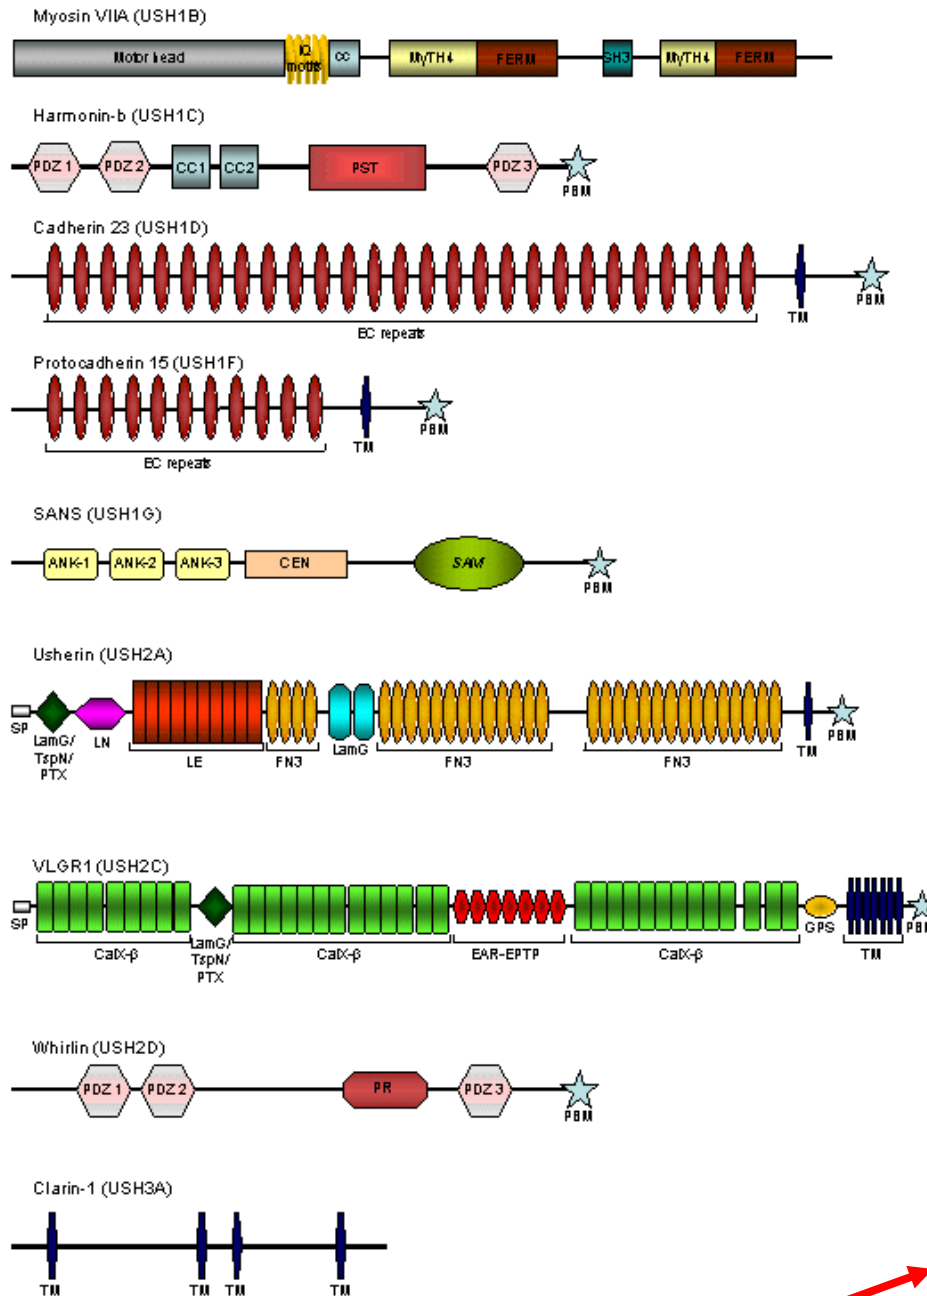 Myosin VIIA (USH1B)
Motor head IQ motifs CC MyTH4 FERM SH3 MyTH4 FERM
Harmonin-b (USH1C)
PDZ 1 PDZ 2 CC1 CC2 PST PDZ 3
PBM
Cadherin 23 (USH1D)
TM PBM
EC repeats
Protocadherin 15 (USH1F)
TM PBM
EC repeats
SANS (USH1G)
ANK-1 ANK-2 ANK-3 CEN SAM
PBM
Usherin (USH2A)
SP LamG/ TspN/ PTX LN LE FN3 LamG FN3 FN3 TM PBM
VLGR1 (USH2C)
SP CalX-β LamG/ TspN/ PTX CalX-β EAR-EPTP CalX-β GPS TM PBM
Whirlin (USH2D)
PDZ 1 PDZ 2 PR PDZ 3
PBM
Clarin-1 (USH3A)
TM TM TM TM